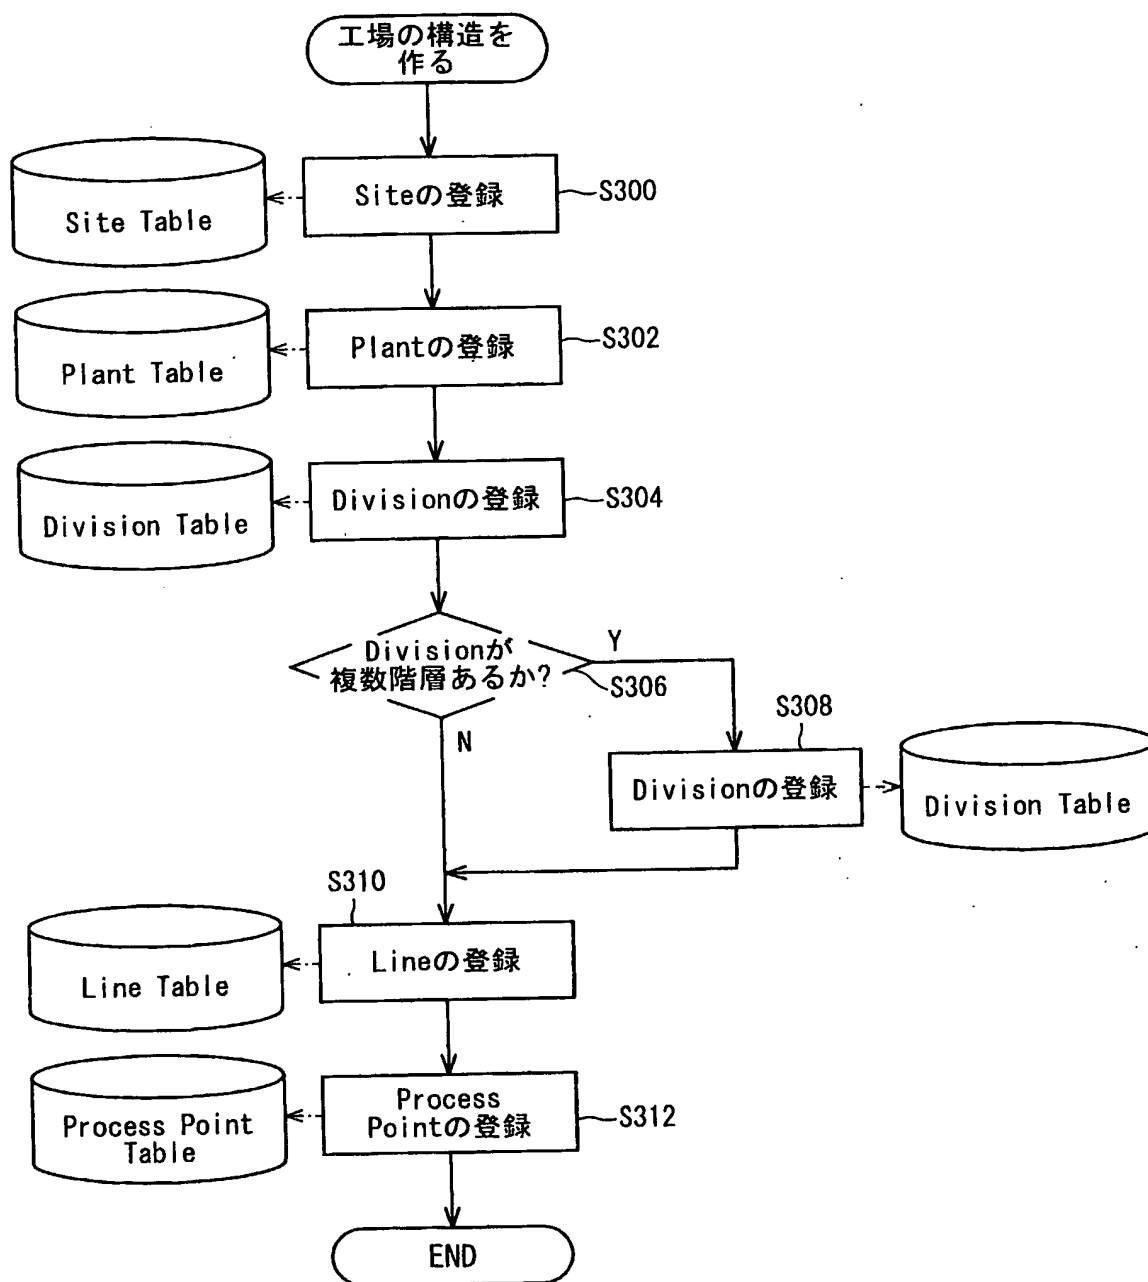 工場の構造を
作る
Siteの登録
S300
Site Table
Plantの登録
S302
Plant Table
Divisionの登録
S304
Division Table
Divisionが
複数階層あるか?
Y
S306
N
S308
Divisionの登録
Division Table
S310
Lineの登録
Line Table
Process
Pointの登録
S312
Process Point
Table
END